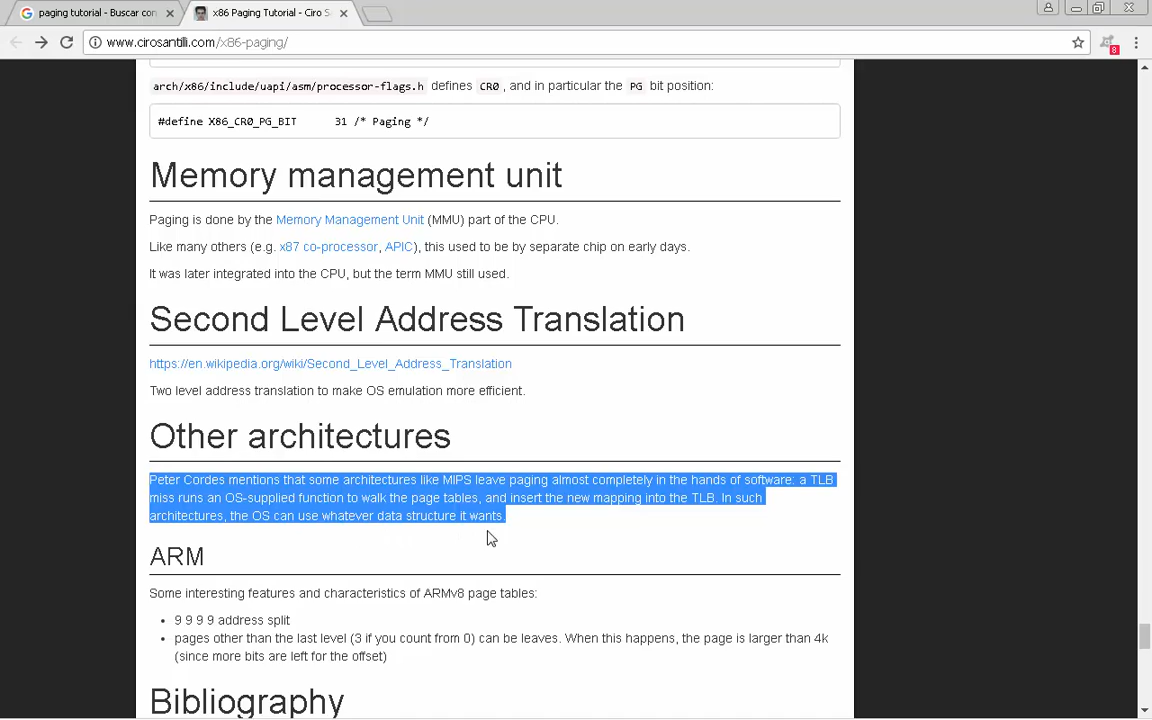 paging tutorial - Buscar con
x86 Paging Tutorial - Ciro S
www.cirosantilli.com/x86-paging/
8
arch/x86/include/uapi/asm/processor-flags.h defines CR0 , and in particular the PG bit position:
#define X86_CR0_PG_BIT 31 /* Paging */
Memory management unit
Paging is done by the Memory Management Unit (MMU) part of the CPU.
Like many others (e.g. x87 co-processor, APIC), this used to be by separate chip on early days.
It was later integrated into the CPU, but the term MMU still used.
Second Level Address Translation
https://en.wikipedia.org/wiki/Second_Level_Address_Translation
Two level address translation to make OS emulation more efficient.
Other architectures
Peter Cordes mentions that some architectures like MIPS leave paging almost completely in the hands of software: a TLB
miss runs an OS-supplied function to walk the page tables, and insert the new mapping into the TLB. In such
architectures, the OS can use whatever data structure it wants.
ARM
Some interesting features and characteristics of ARMv8 page tables:
• 9 9 9 9 address split
• pages other than the last level (3 if you count from 0) can be leaves. When this happens, the page is larger than 4k
(since more bits are left for the offset)
Bibliography